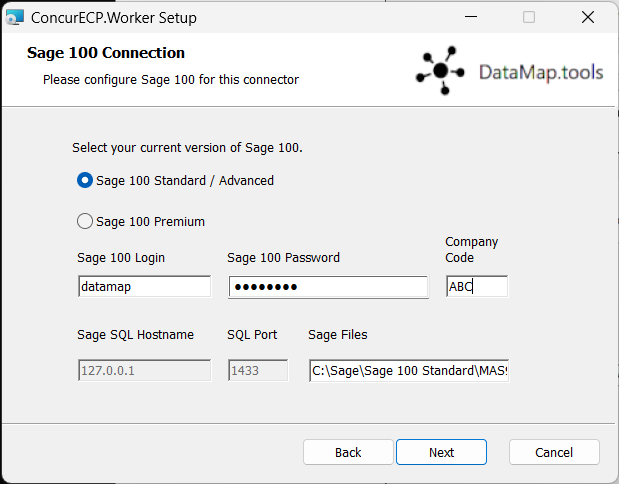 ConcurECP.Worker Setup
Sage 100 Connection
Please configure Sage 100 for this connector
DataMap.tools
Select your current version of Sage 100.
Sage 100 Standard / Advanced
Sage 100 Premium
Company
Sage 100 Login Sage 100 Password Code
datamap ●●●●●●●● ABC
Sage SQL Hostname SQL Port Sage Files
127.0.0.1 1433 C:\Sage\Sage 100 Standard\MAS9
Back Next Cancel